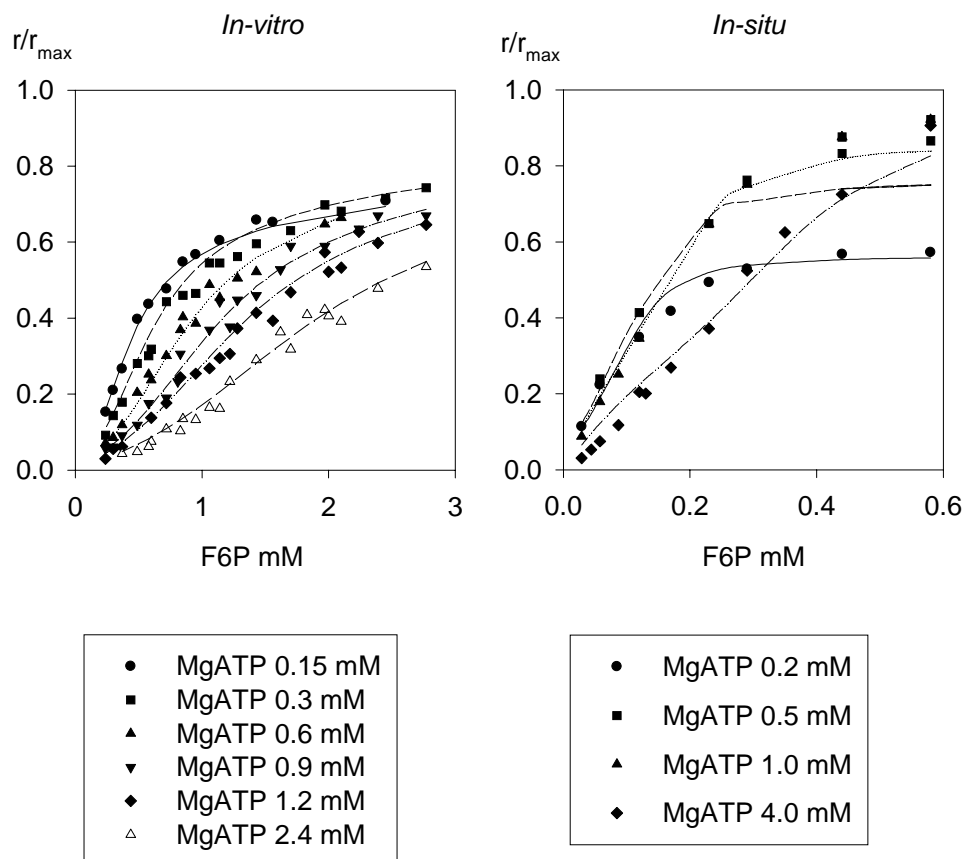 In-vitro
r/rmax
1.0
0.8
0.6
0.4
0.2
0.0
0
1
2
3
F6P mM
MgATP 0.15 mM
MgATP 0.3 mM
MgATP 0.6 mM
MgATP 0.9 mM
MgATP 1.2 mM
MgATP 2.4 mM
In-situ
r/rmax
1.0
0.8
0.6
0.4
0.2
0.0
0.0
0.2
0.4
0.6
F6P mM
MgATP 0.2 mM
MgATP 0.5 mM
MgATP 1.0 mM
MgATP 4.0 mM